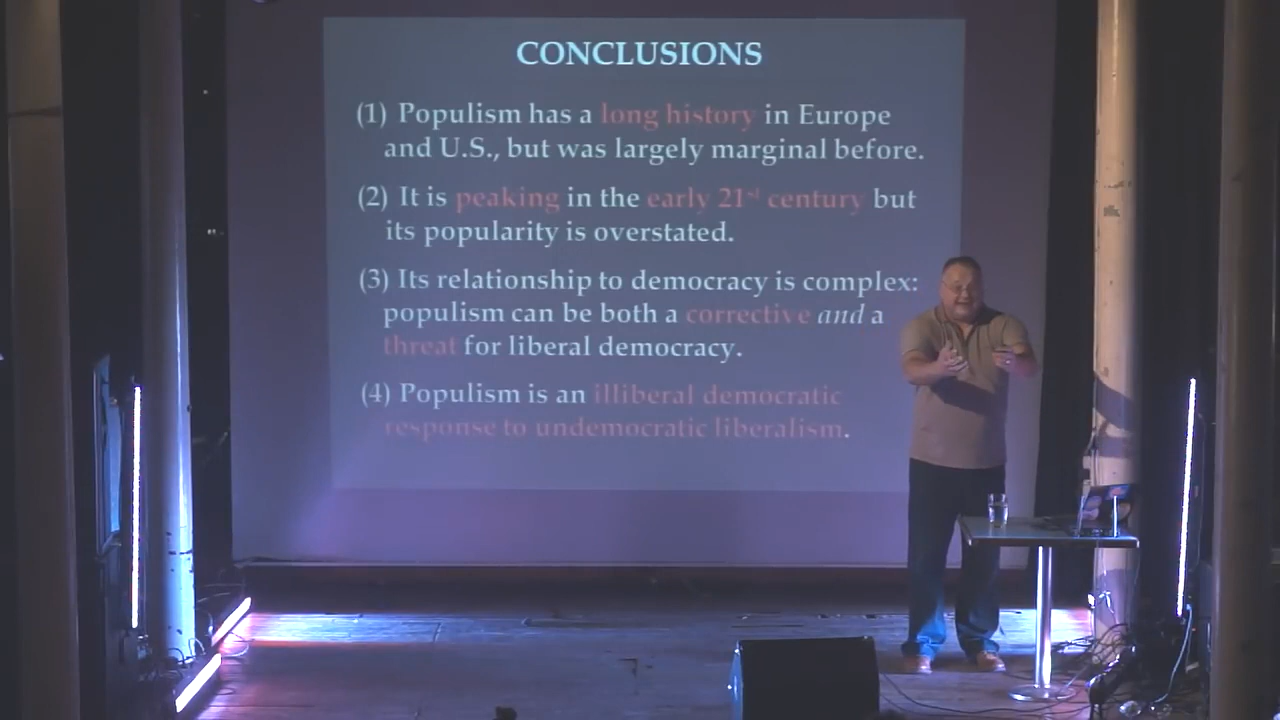 CONCLUSIONS
(1) Populism has a long history in Europe
and U.S., but was largely marginal before.
(2) It is peaking in the early 21st century but
its popularity is overstated.
(3) Its relationship to democracy is complex:
populism can be both a corrective and a
threat for liberal democracy.
(4) Populism is an illiberal democratic
response to undemocratic liberalism.